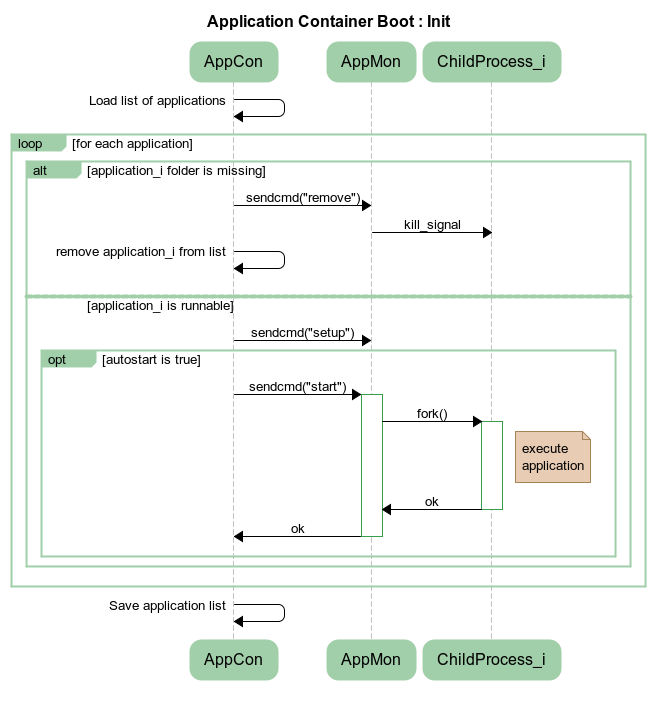 Application Container Boot : Init
AppCon
AppMon
ChildProcess_i
Load list of applications
loop
[for each application]
alt
[application_i folder is missing]
sendcmd("remove")
kill_signal
remove application_i from list
[application_i is runnable]
sendcmd("setup")
opt
[autostart is true]
sendcmd("start")
fork()
execute
application
ok
ok
Save application list
AppCon
AppMon
ChildProcess_i